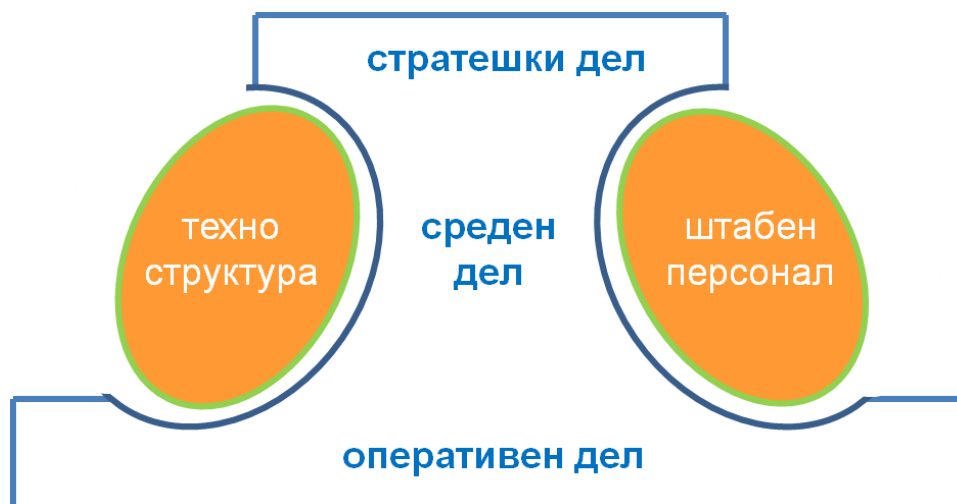 стратешки дел
техно
структура
среден
дел
штабен
персонал
оперативен дел